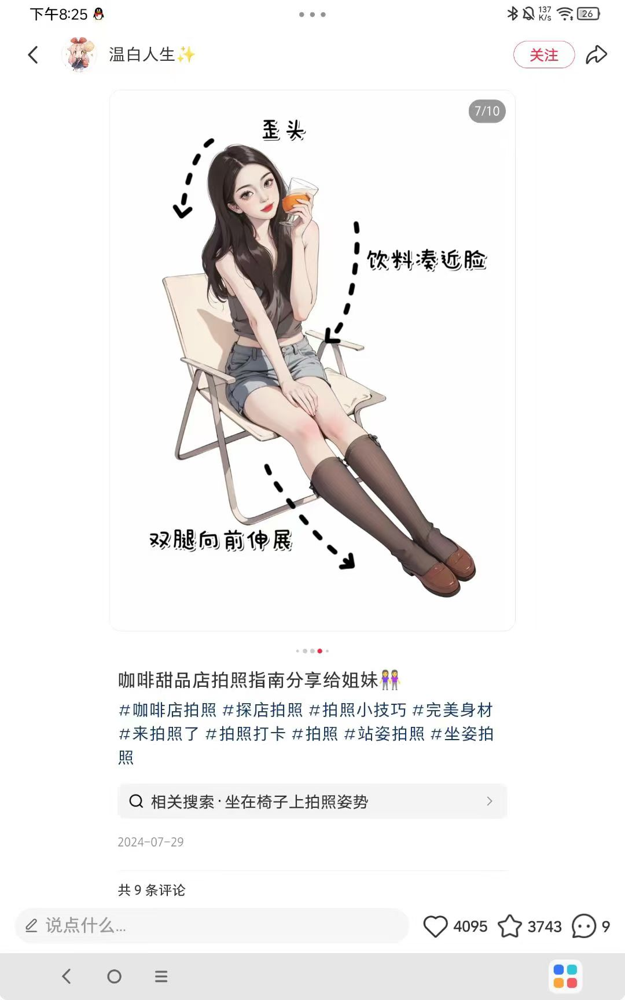 下午8:25
137
K/s
26
温白人生✨
关注
7/10
歪头
饮料凑近脸
双腿向前伸展
咖啡甜品店拍照指南分享给姐妹👭
#咖啡店拍照 #探店拍照 #拍照小技巧 #完美身材
#来拍照了 #拍照打卡 #拍照 #站姿拍照 #坐姿拍
照
相关搜索·坐在椅子上拍照姿势
2024-07-29
共 9 条评论
说点什么...
4095
3743
9